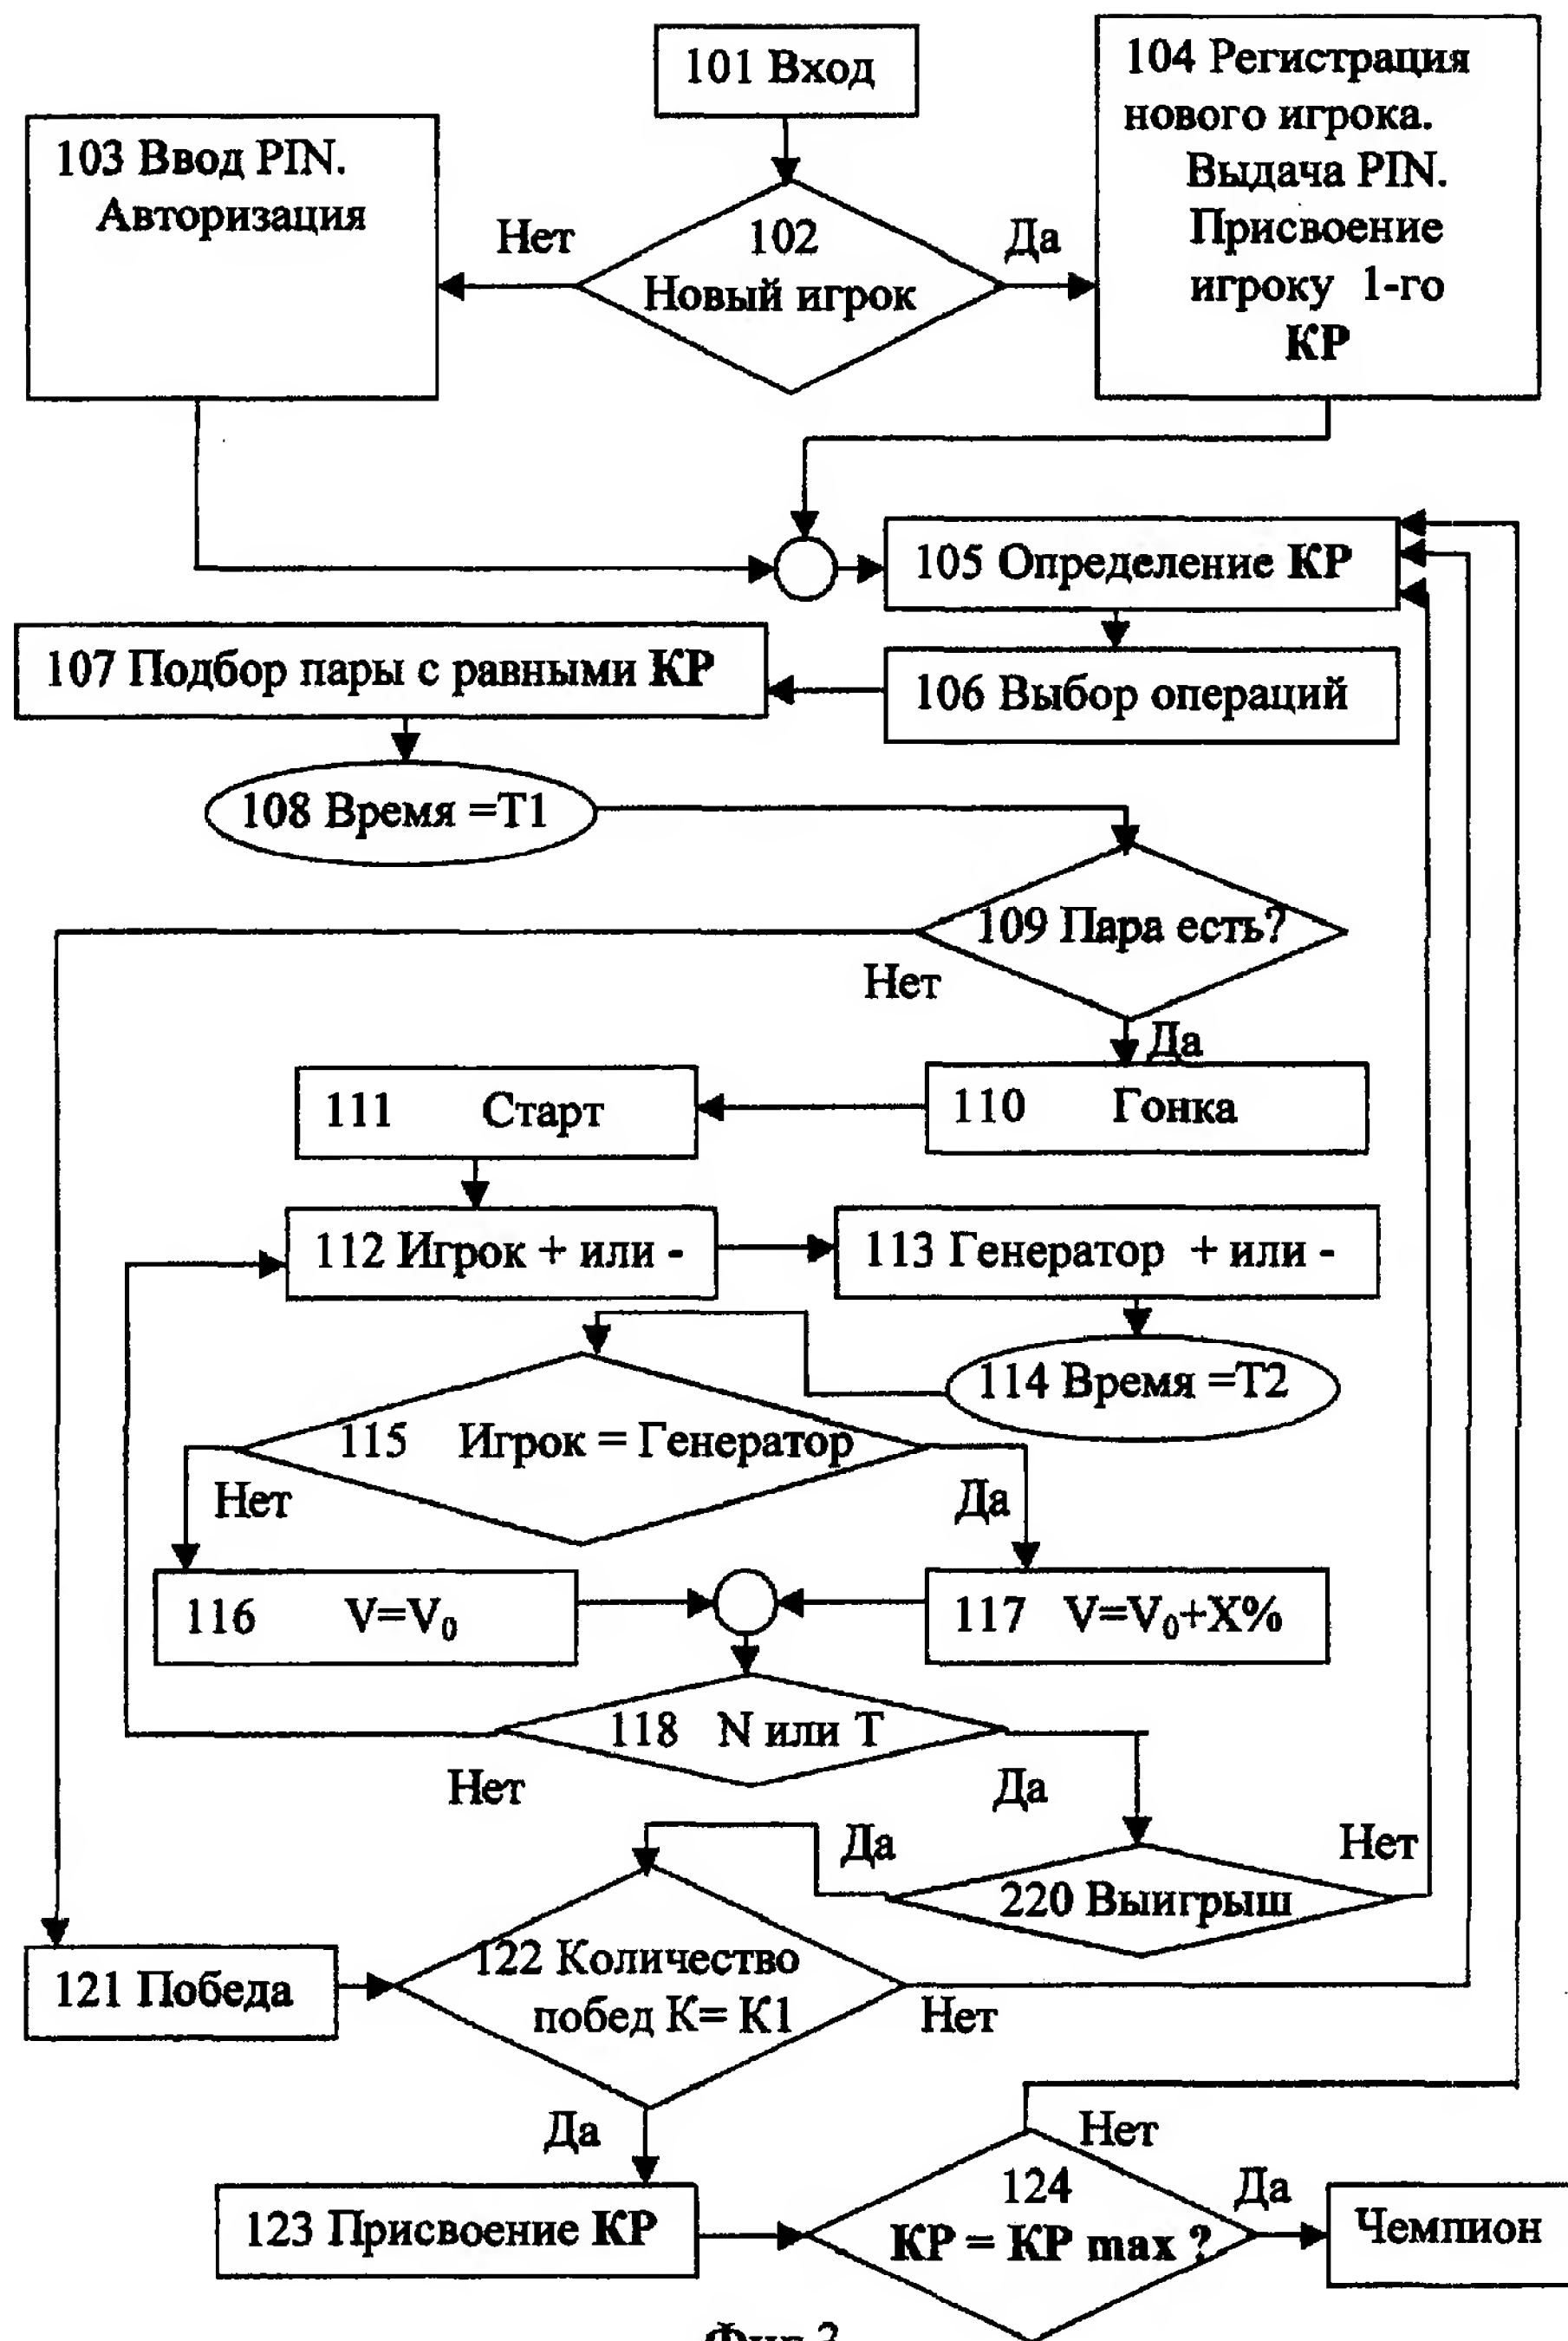 101 Вход
104 Регистрация
нового игрока.
Выдача PIN.
Присвоение
игроку 1-го
КР
103 Ввод PIN.
Авторизация
Нет
102
Новый игрок
Да
105 Определение КР
107 Подбор пары с равными КР
106 Выбор операций
108 Время =Т1
109 Пара есть?
Нет
Да
111 Старт
110 Гонка
112 Игрок + или -
113 Генератор + или -
114 Время =Т2
115 Игрок = Генератор
Нет
Да
116 V=V₀
117 V=V₀+X%
118 N или Т
Нет
Да
Да
Нет
220 Выигрыш
121 Победа
122 Количество
побед К= К1
Нет
Да
Нет
123 Присвоение КР
124
КР = КР max ?
Да
Чемпион
Фиг.3